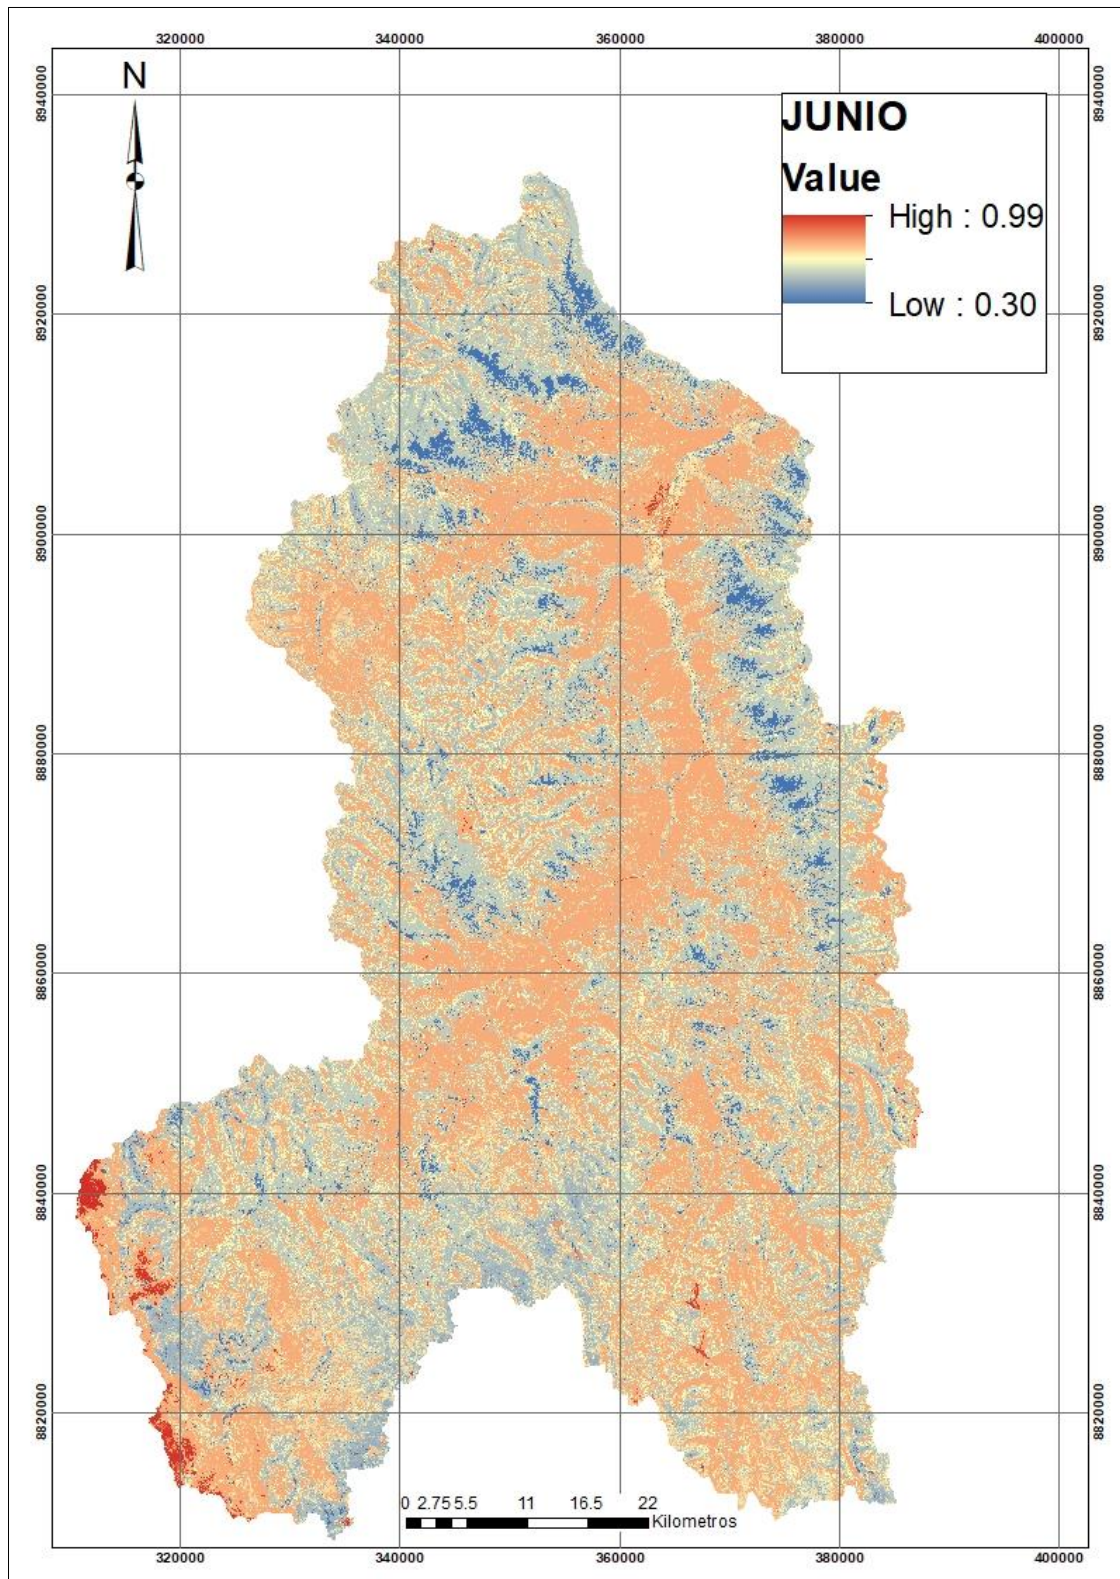 320000 340000 360000 380000 400000
N
8940000 8940000
JUNIO
Value
High : 0.99
Low : 0.30
8920000 8920000
8900000 8900000
8880000 8880000
8860000 8860000
8840000 8840000
8820000 8820000
0 2.75 5.5 11 16.5 22
Kilometros
320000 340000 360000 380000 400000